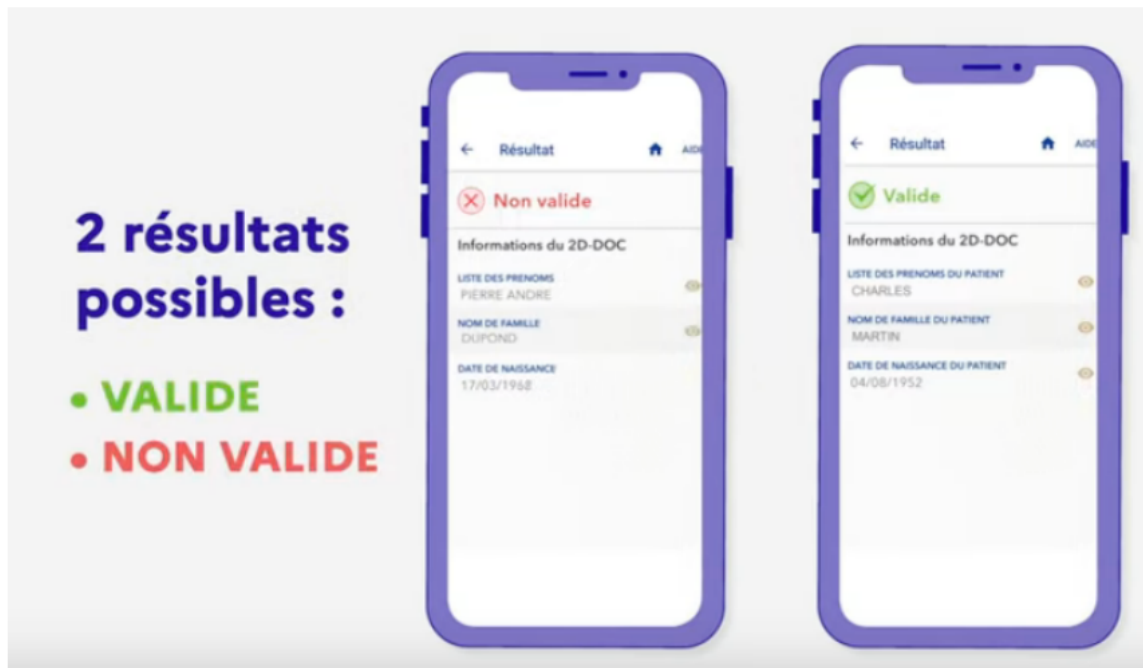 2 résultats
possibles :
• VALIDE
• NON VALIDE
Résultat
AIDE
Non valide
Informations du 2D-DOC
LISTE DES PRENOMS
PIERRE ANDRE
NOM DE FAMILLE
DUPOND
DATE DE NAISSANCE
17/03/1968
Résultat
AIDE
Valide
Informations du 2D-DOC
LISTE DES PRENOMS DU PATIENT
CHARLES
NOM DE FAMILLE DU PATIENT
MARTIN
DATE DE NAISSANCE DU PATIENT
04/08/1952